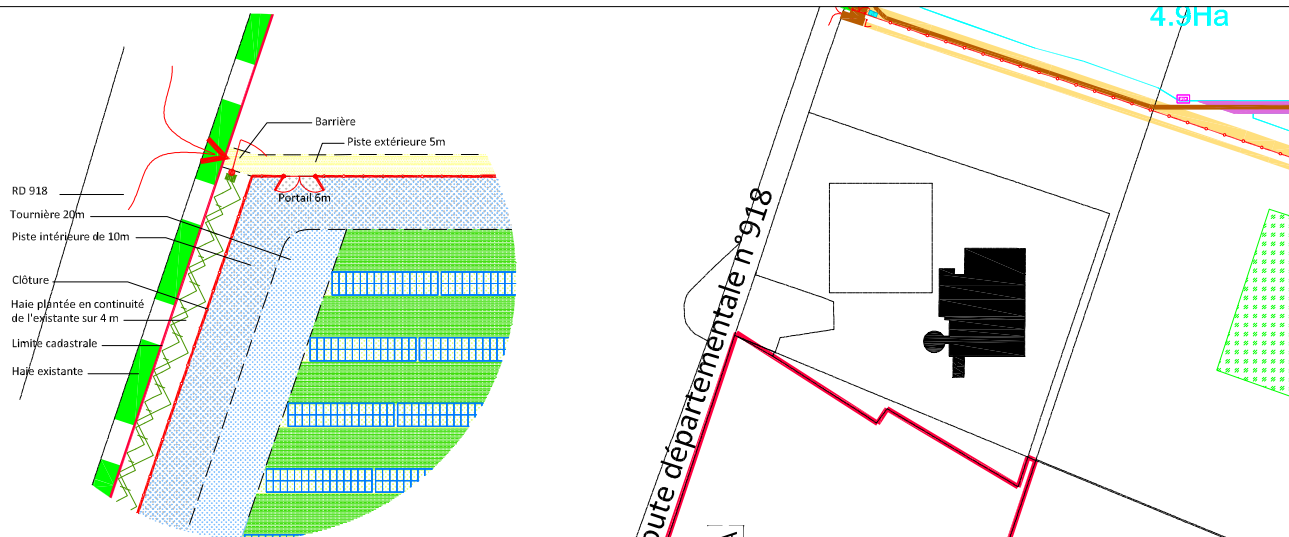 4.9Ha
Barrière
Piste extérieure 5m
RD 918
Portail 6m
Tournière 20m
Piste intérieure de 10m
Clôture
Haie plantée en continuité
de l'existante sur 4 m
Limite cadastrale
Haie existante
oute départementale n°918